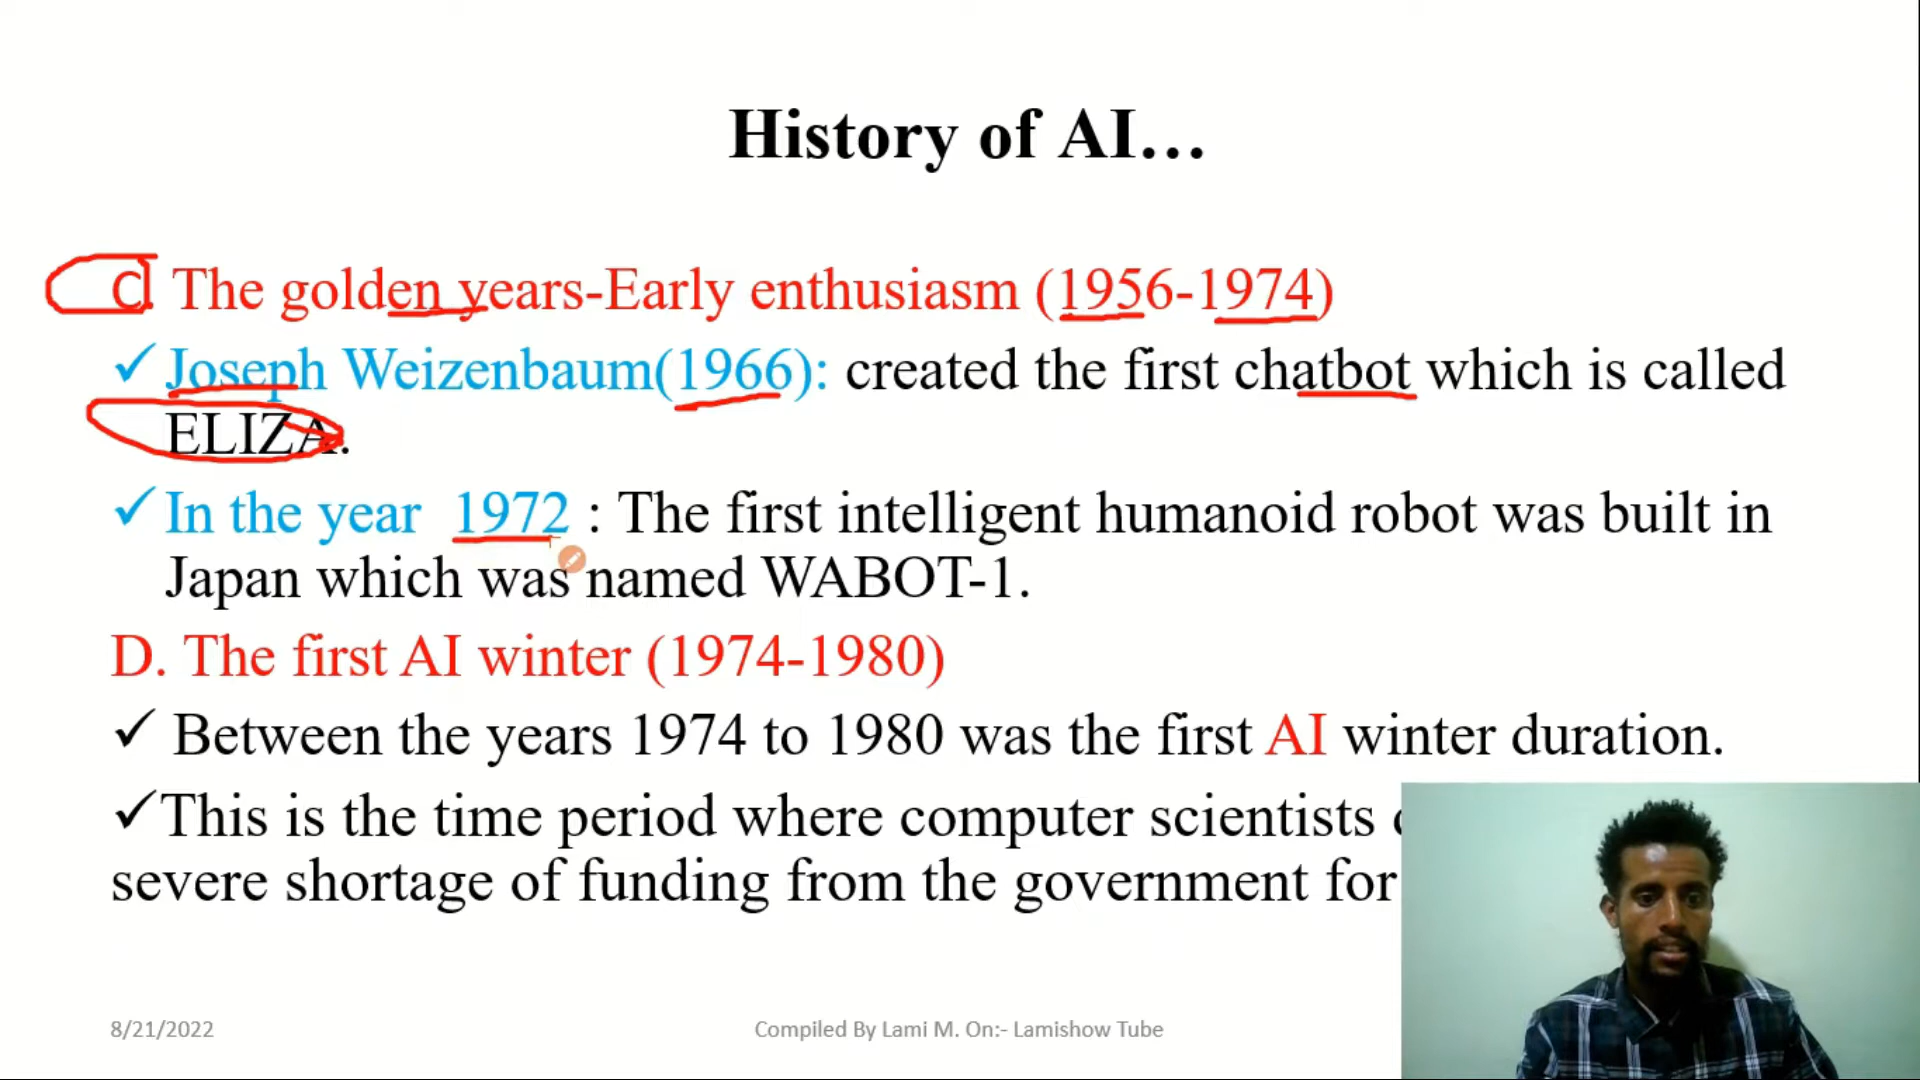 History of AI...
C. The golden years-Early enthusiasm (1956-1974)
✓ Joseph Weizenbaum(1966): created the first chatbot which is called
ELIZA.
✓ In the year 1972 : The first intelligent humanoid robot was built in
Japan which was named WABOT-1.
D. The first AI winter (1974-1980)
✓ Between the years 1974 to 1980 was the first AI winter duration.
✓ This is the time period where computer scientists
severe shortage of funding from the government for
8/21/2022
Compiled By Lami M. On:- Lamishow Tube